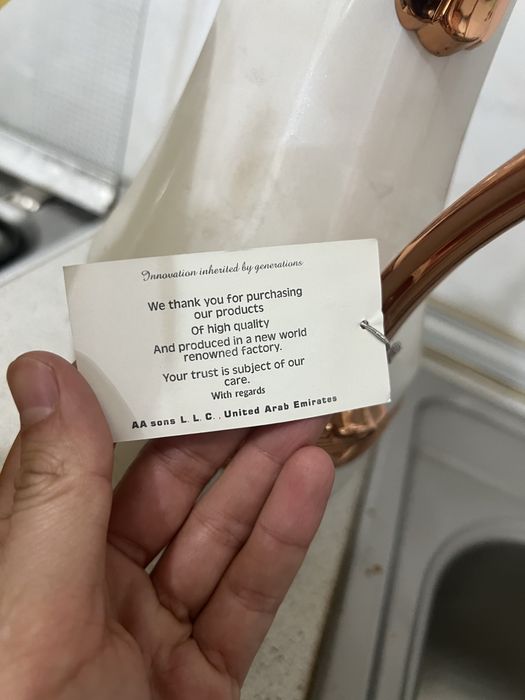 Innovation inherited by generations
We thank you for purchasing
our products
Of high quality
And produced in a new world
renowned factory.
Your trust is subject of our
care.
With regards
AA sons L. L. C. , United Arab Emirates